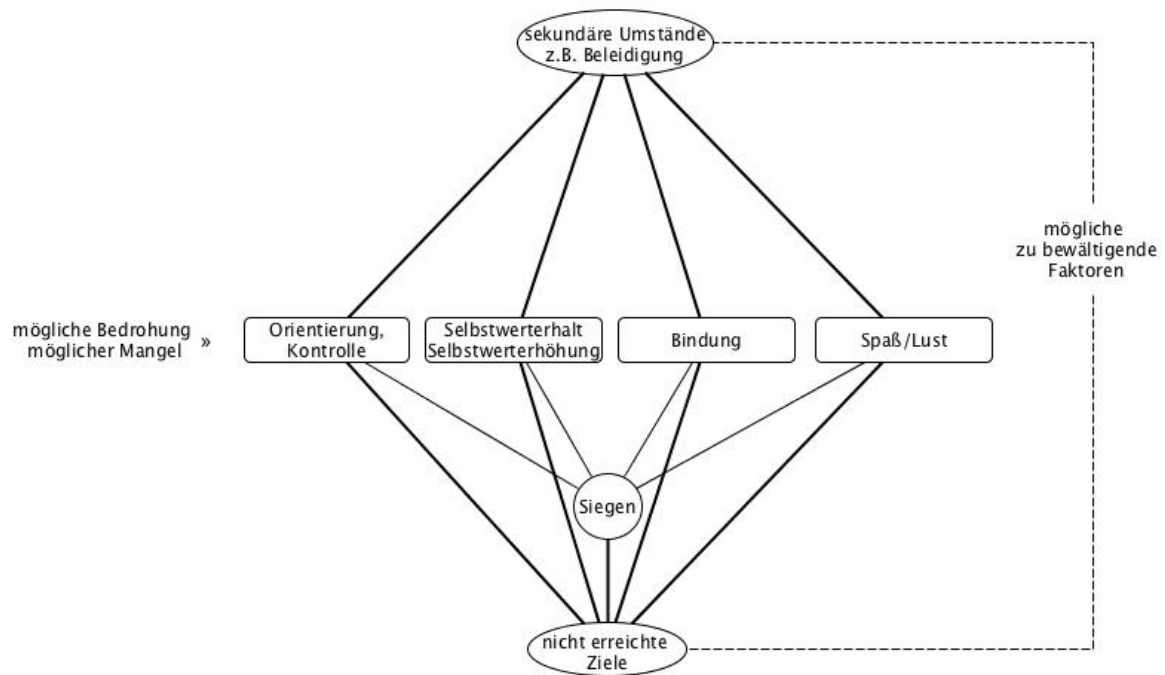 sekundäre Umstände
z.B. Beleidigung
mögliche
zu bewältigende
Faktoren
mögliche Bedrohung
möglicher Mangel »
Orientierung,
Kontrolle
Selbstwerterhalt
Selbstwerterhöhung
Bindung
Spaß/Lust
Siegen
nicht erreichte
Ziele